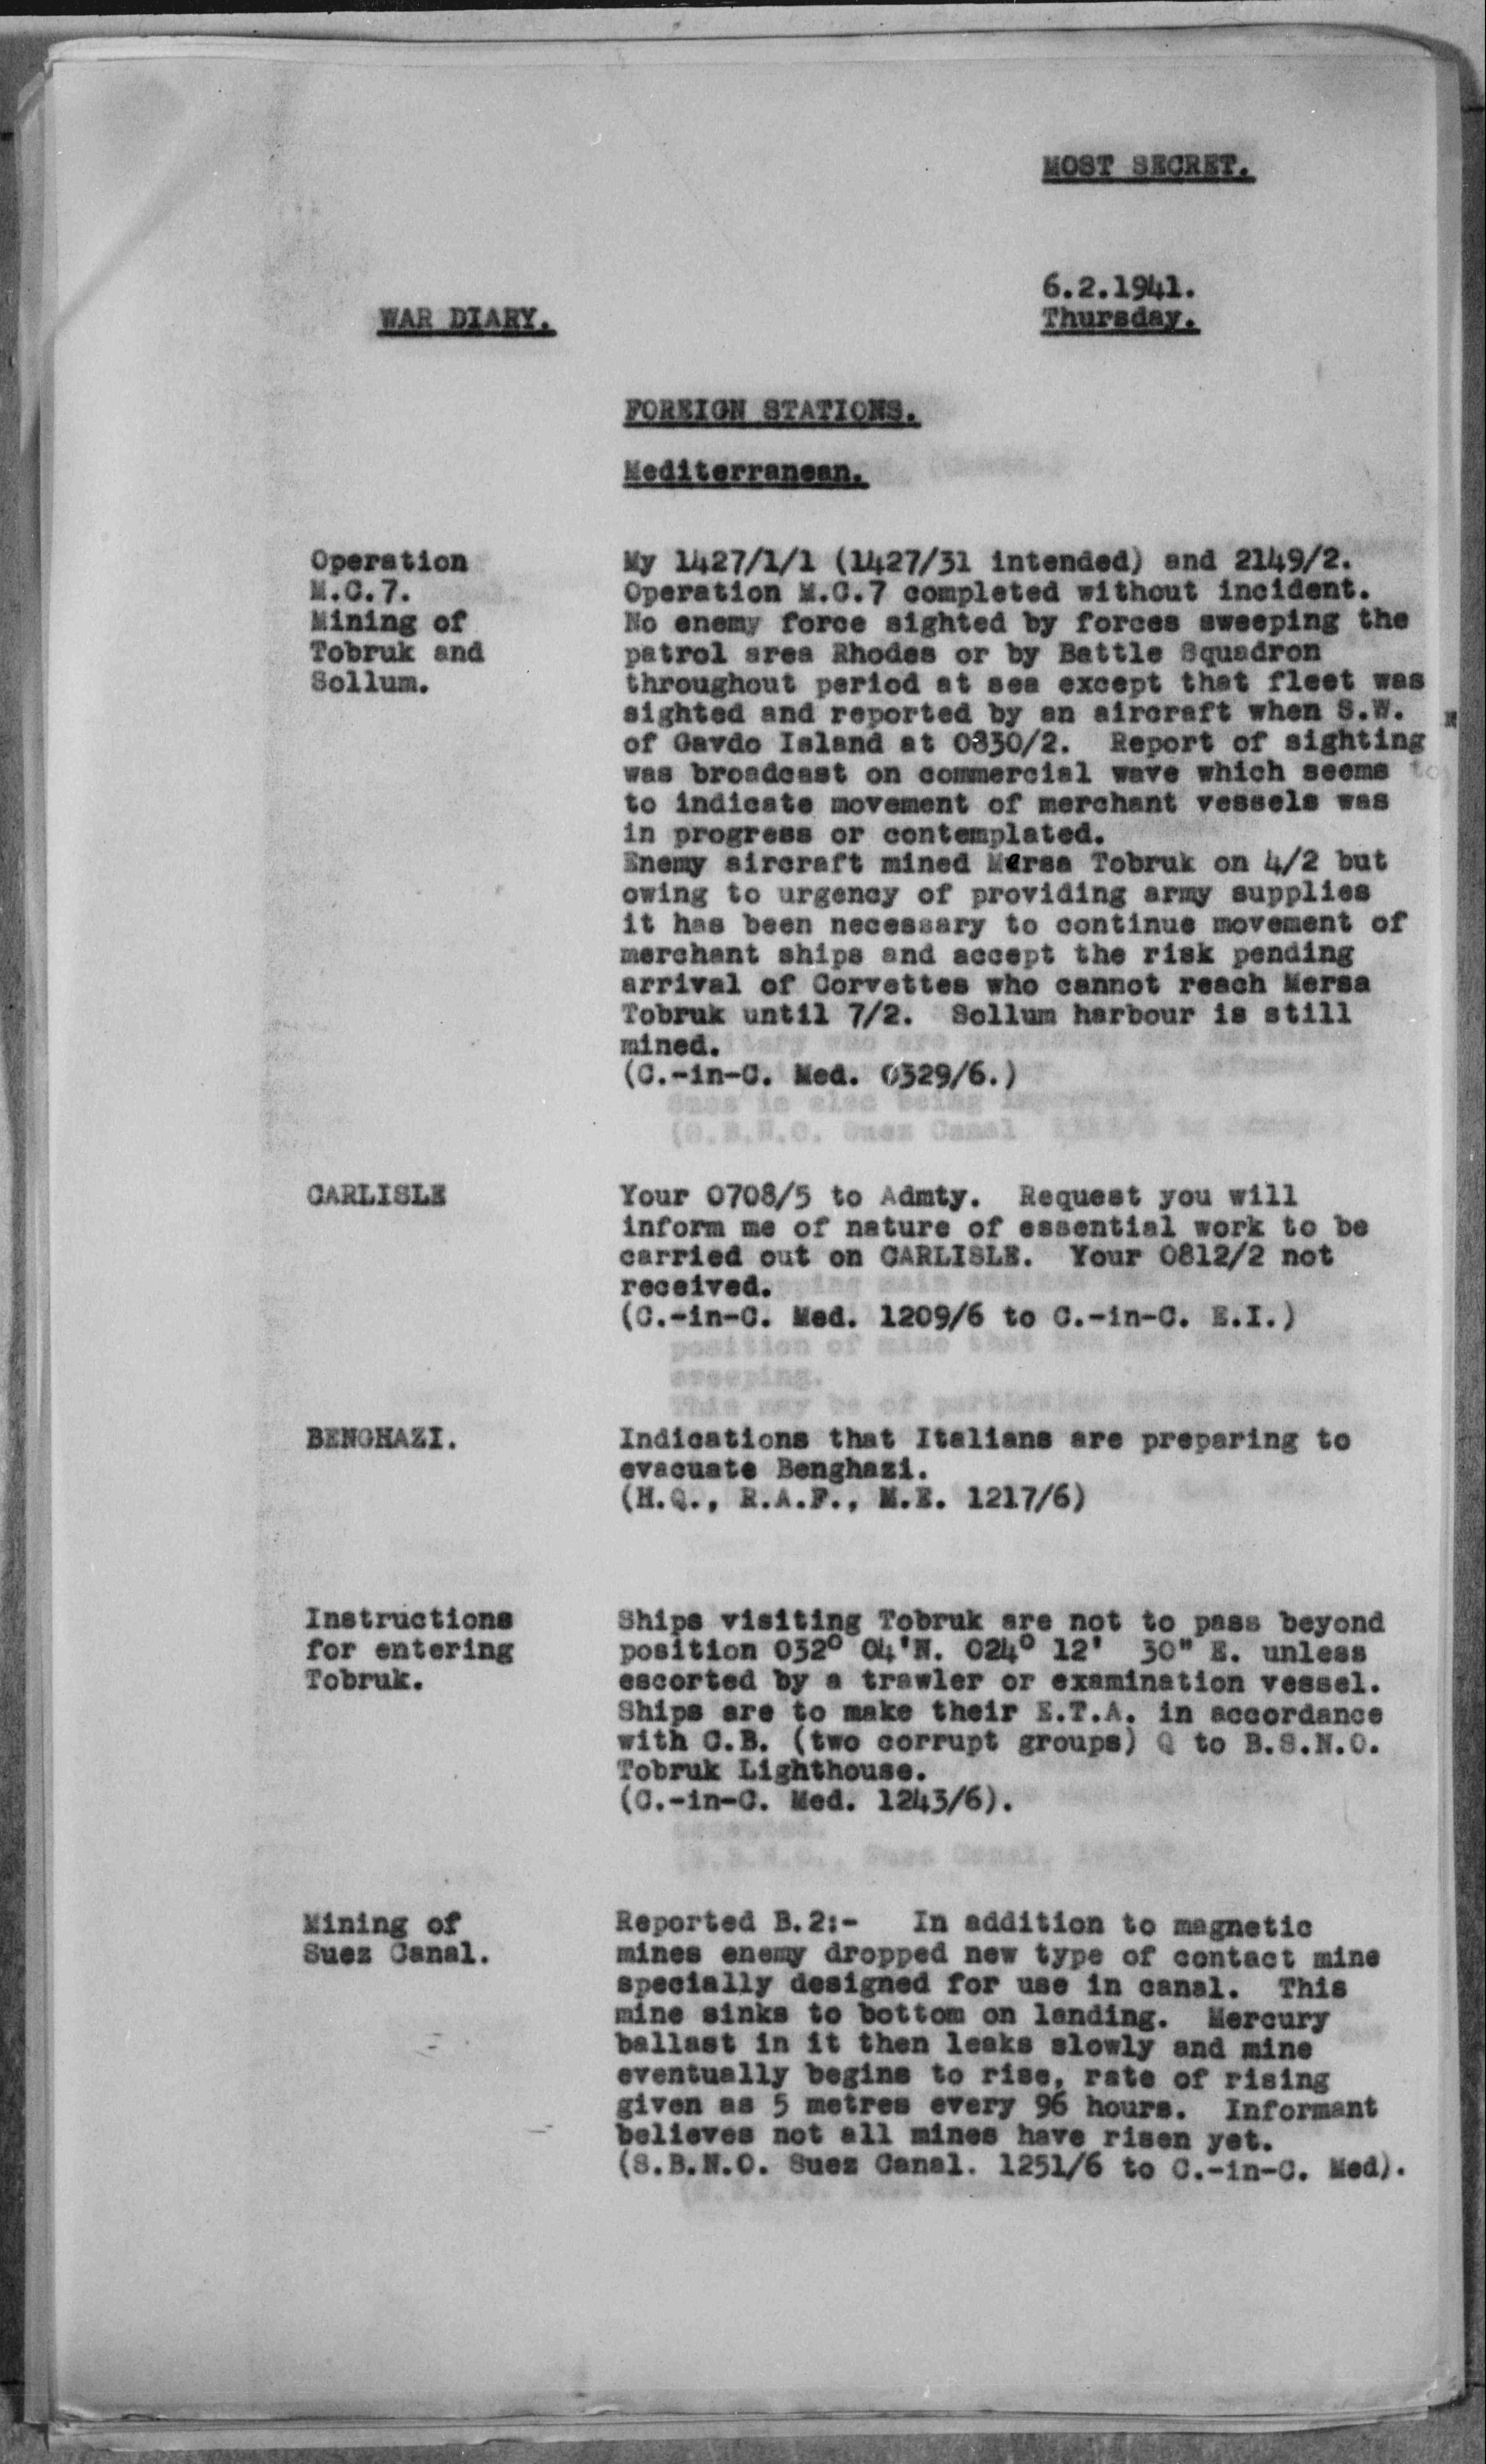 MOST SECRET.
6.2.1941.
WAR DIARY.
Thursday.
FOREIGN STATIONS.
Mediterranean.
Operation
M.C.7.
Mining of
Tobruk and
Sollum.
My 1427/1/1 (1427/31 intended) and 2149/2.
Operation M.C.7 completed without incident.
No enemy force sighted by forces sweeping the
patrol area Rhodes or by Battle Squadron
throughout period at sea except that fleet was
sighted and reported by an aircraft when S.W.
of Gavdo Island at 0830/2. Report of sighting
was broadcast on commercial wave which seems
to indicate movement of merchant vessels was
in progress or contemplated.
Enemy aircraft mined Mersa Tobruk on 4/2 but
owing to urgency of providing army supplies
it has been necessary to continue movement of
merchant ships and accept the risk pending
arrival of Corvettes who cannot reach Mersa
Tobruk until 7/2. Sollum harbour is still
mined.
(C.-in-C. Med. 0329/6.)
CARLISLE
Your 0708/5 to Admty. Request you will
inform me of nature of essential work to be
carried out on CARLISLE. Your 0812/2 not
received.
(C.-in-C. Med. 1209/6 to C.-in-C. E.I.)
BENGHAZI.
Indications that Italians are preparing to
evacuate Benghazi.
(H.Q., R.A.F., M.E. 1217/6)
Instructions
for entering
Tobruk.
Ships visiting Tobruk are not to pass beyond
position 032° 04'N. 024° 12' 30" E. unless
escorted by a trawler or examination vessel.
Ships are to make their E.T.A. in accordance
with C.B. (two corrupt groups) Q to B.S.N.O.
Tobruk Lighthouse.
(C.-in-C. Med. 1243/6).
Mining of
Suez Canal.
Reported B.2:- In addition to magnetic
mines enemy dropped new type of contact mine
specially designed for use in canal. This
mine sinks to bottom on landing. Mercury
ballast in it then leaks slowly and mine
eventually begins to rise, rate of rising
given as 5 metres every 96 hours. Informant
believes not all mines have risen yet.
(S.B.N.O. Suez Canal. 1251/6 to C.-in-C. Med).